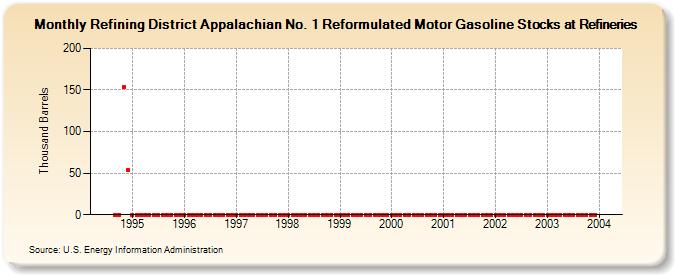 Monthly Refining District Appalachian No. 1 Reformulated Motor Gasoline Stocks at Refineries
Thousand Barrels
200
150
100
50
0
1995 1996 1997 1998 1999 2000 2001 2002 2003 2004
Source: U.S. Energy Information Administration